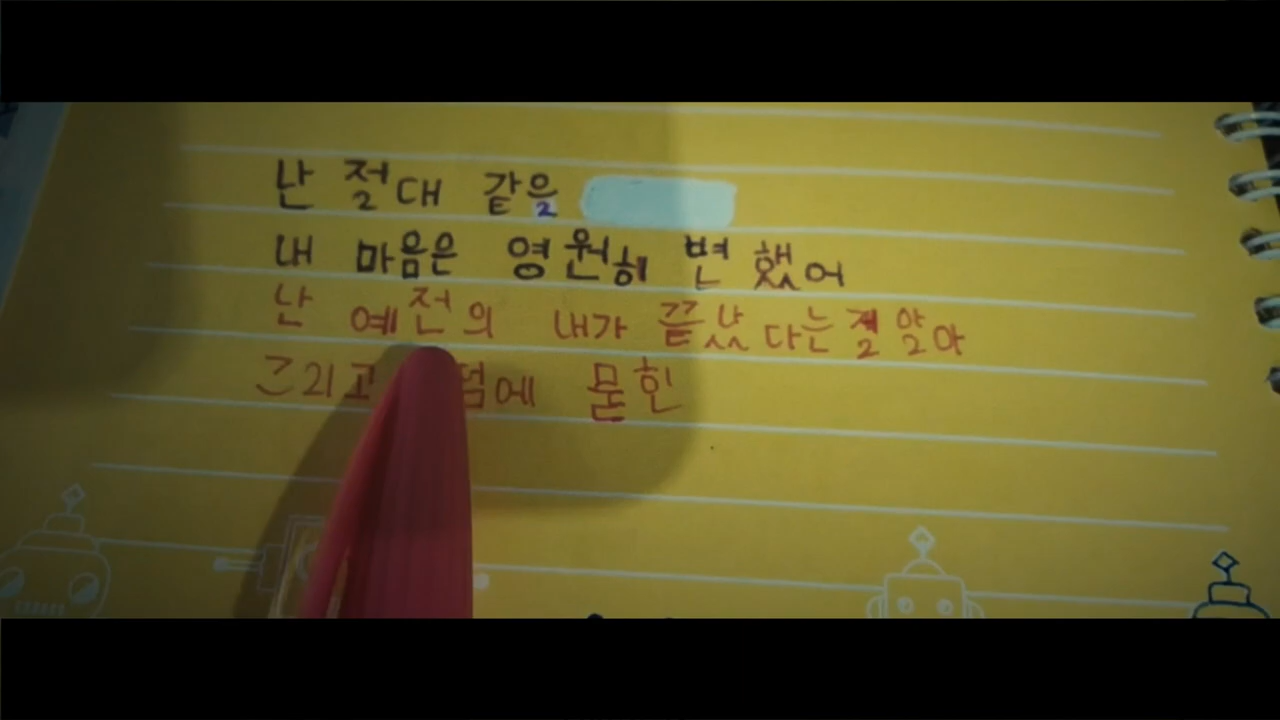 난 절대 같을
내 마음은 영원히 변했어
난 예전의 내가 끝났다는 걸 알아
그리고 묻힌